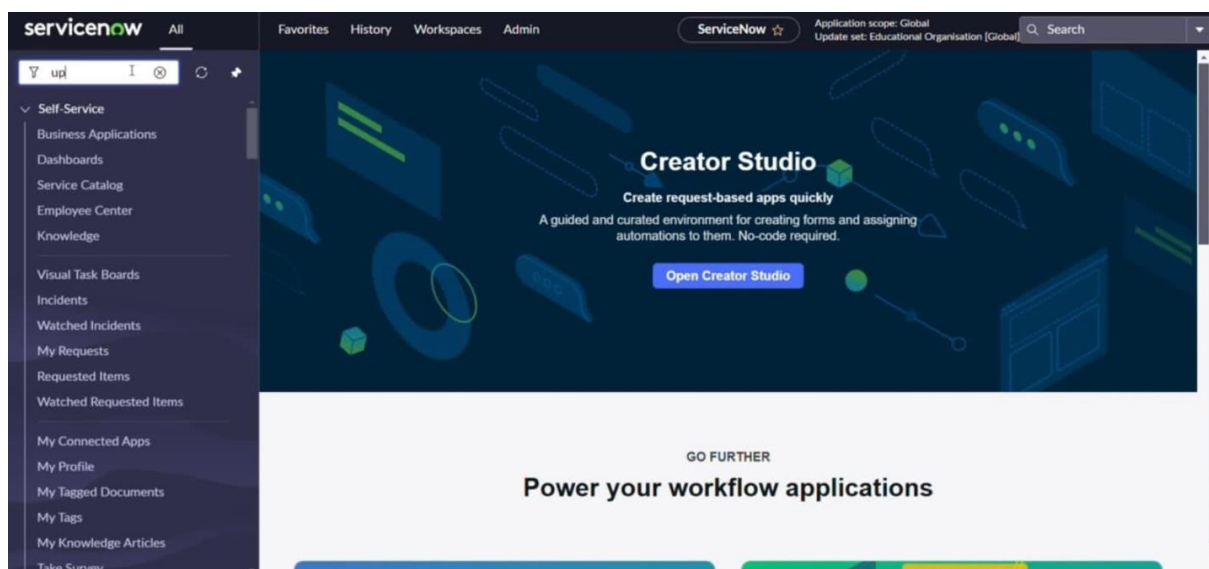 servicenow All Favorites History Workspaces Admin ServiceNow Application scope: Global Search
Update set: Educational Organisation [Global]
up
Self-Service
Business Applications
Dashboards
Service Catalog
Employee Center
Knowledge
Visual Task Boards
Incidents
Watched Incidents
My Requests
Requested Items
Watched Requested Items
My Connected Apps
My Profile
My Tagged Documents
My Tags
My Knowledge Articles
Take Survey
Creator Studio
Create request-based apps quickly
A guided and curated environment for creating forms and assigning
automations to them. No-code required.
Open Creator Studio
GO FURTHER
Power your workflow applications